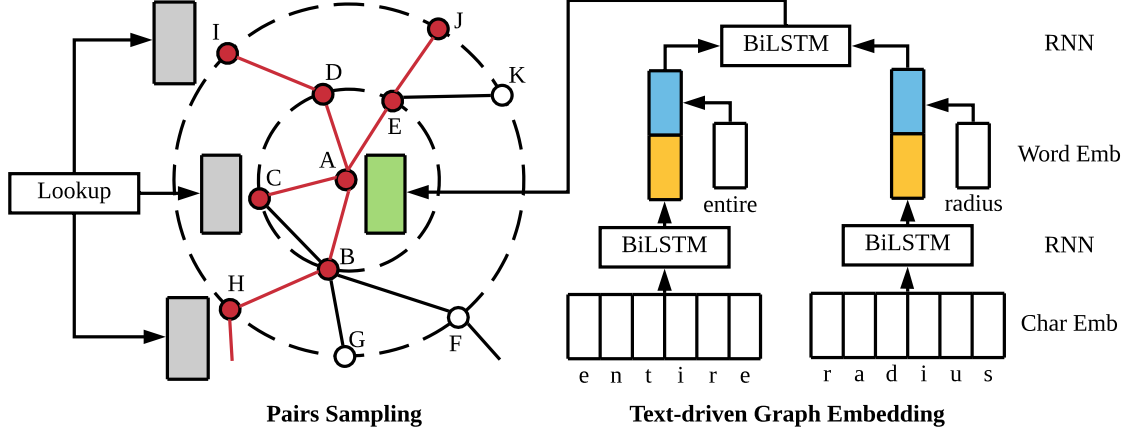 J
I
BiLSTM
RNN
D
K
E
A
Word Emb
C
Lookup
entire
radius
B
BiLSTM
BiLSTM
RNN
H
G
F
Char Emb
e n t i r e
r a d i u s
Pairs Sampling
Text-driven Graph Embedding